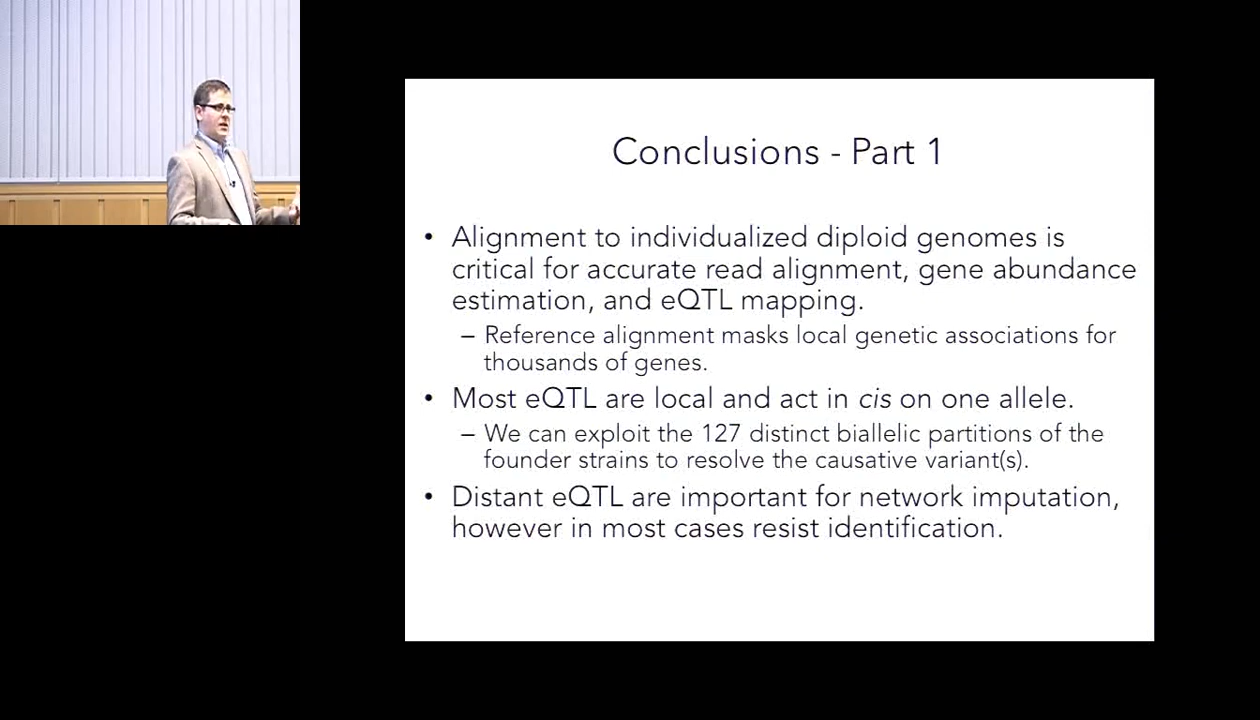 Conclusions - Part 1
• Alignment to individualized diploid genomes is
critical for accurate read alignment, gene abundance
estimation, and eQTL mapping.
– Reference alignment masks local genetic associations for
thousands of genes.
• Most eQTL are local and act in cis on one allele.
– We can exploit the 127 distinct biallelic partitions of the
founder strains to resolve the causative variant(s).
• Distant eQTL are important for network imputation,
however in most cases resist identification.